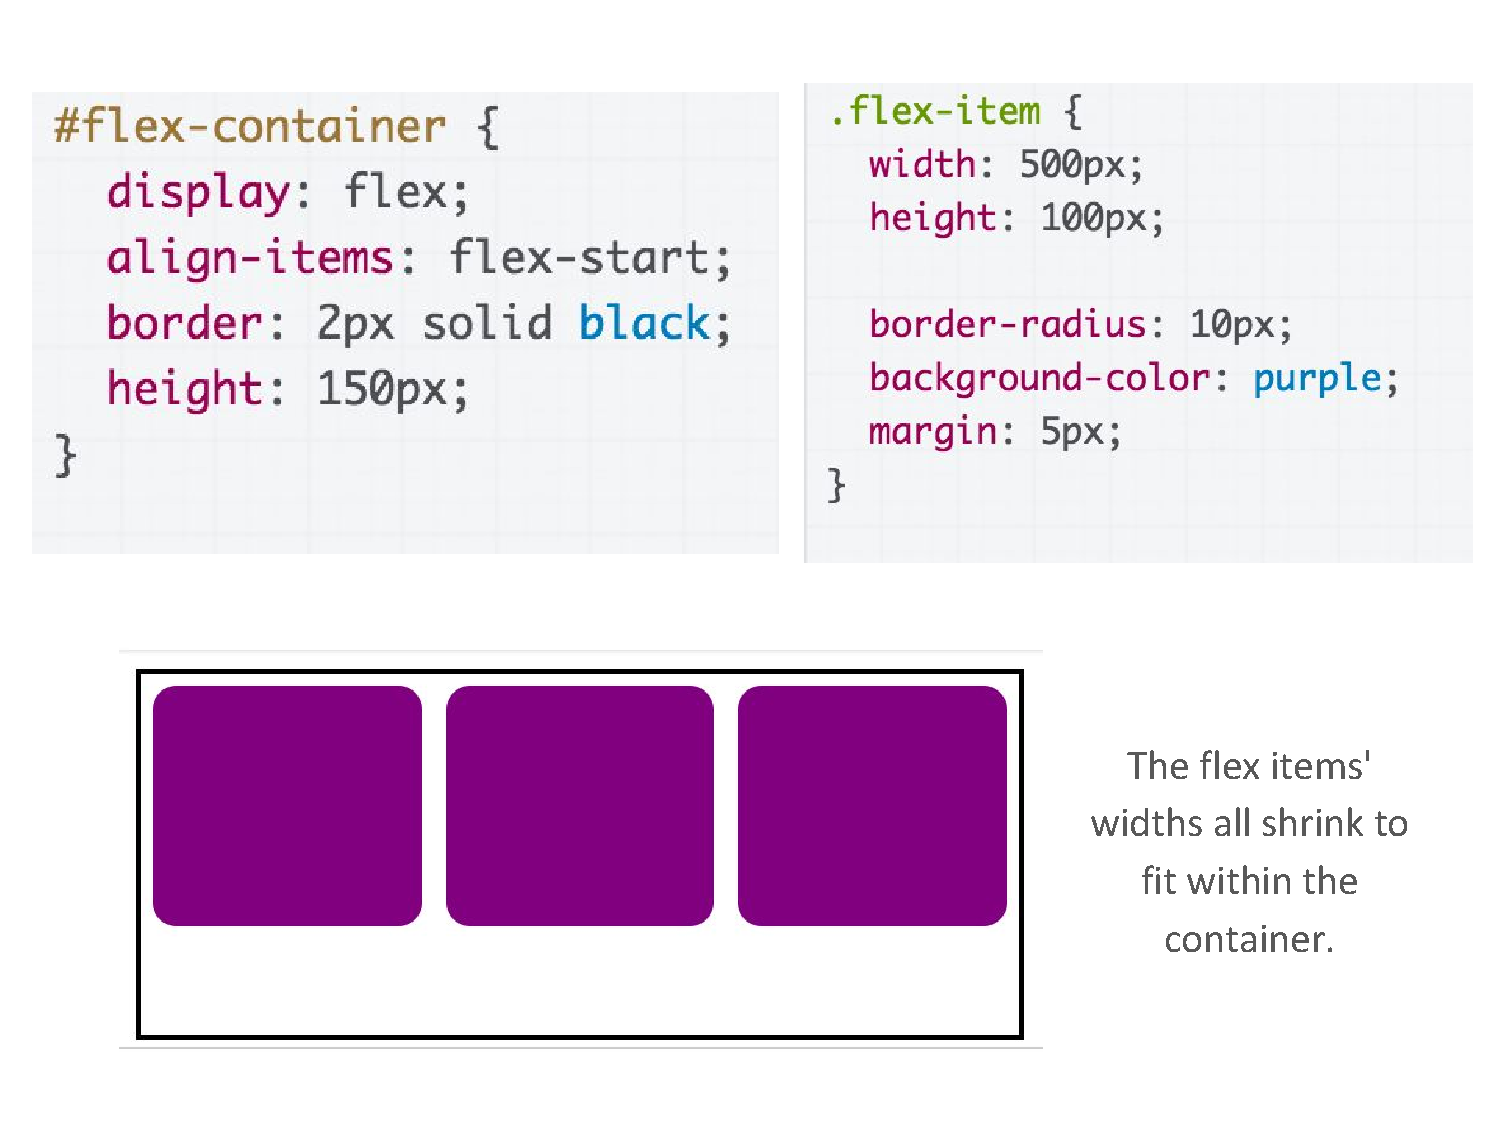 #flex-container {
  display: flex;
  align-items: flex-start;
  border: 2px solid black;
  height: 150px;
}
.flex-item {
  width: 500px;
  height: 100px;

  border-radius: 10px;
  background-color: purple;
  margin: 5px;
}
The flex items'
widths all shrink to
fit within the
container.